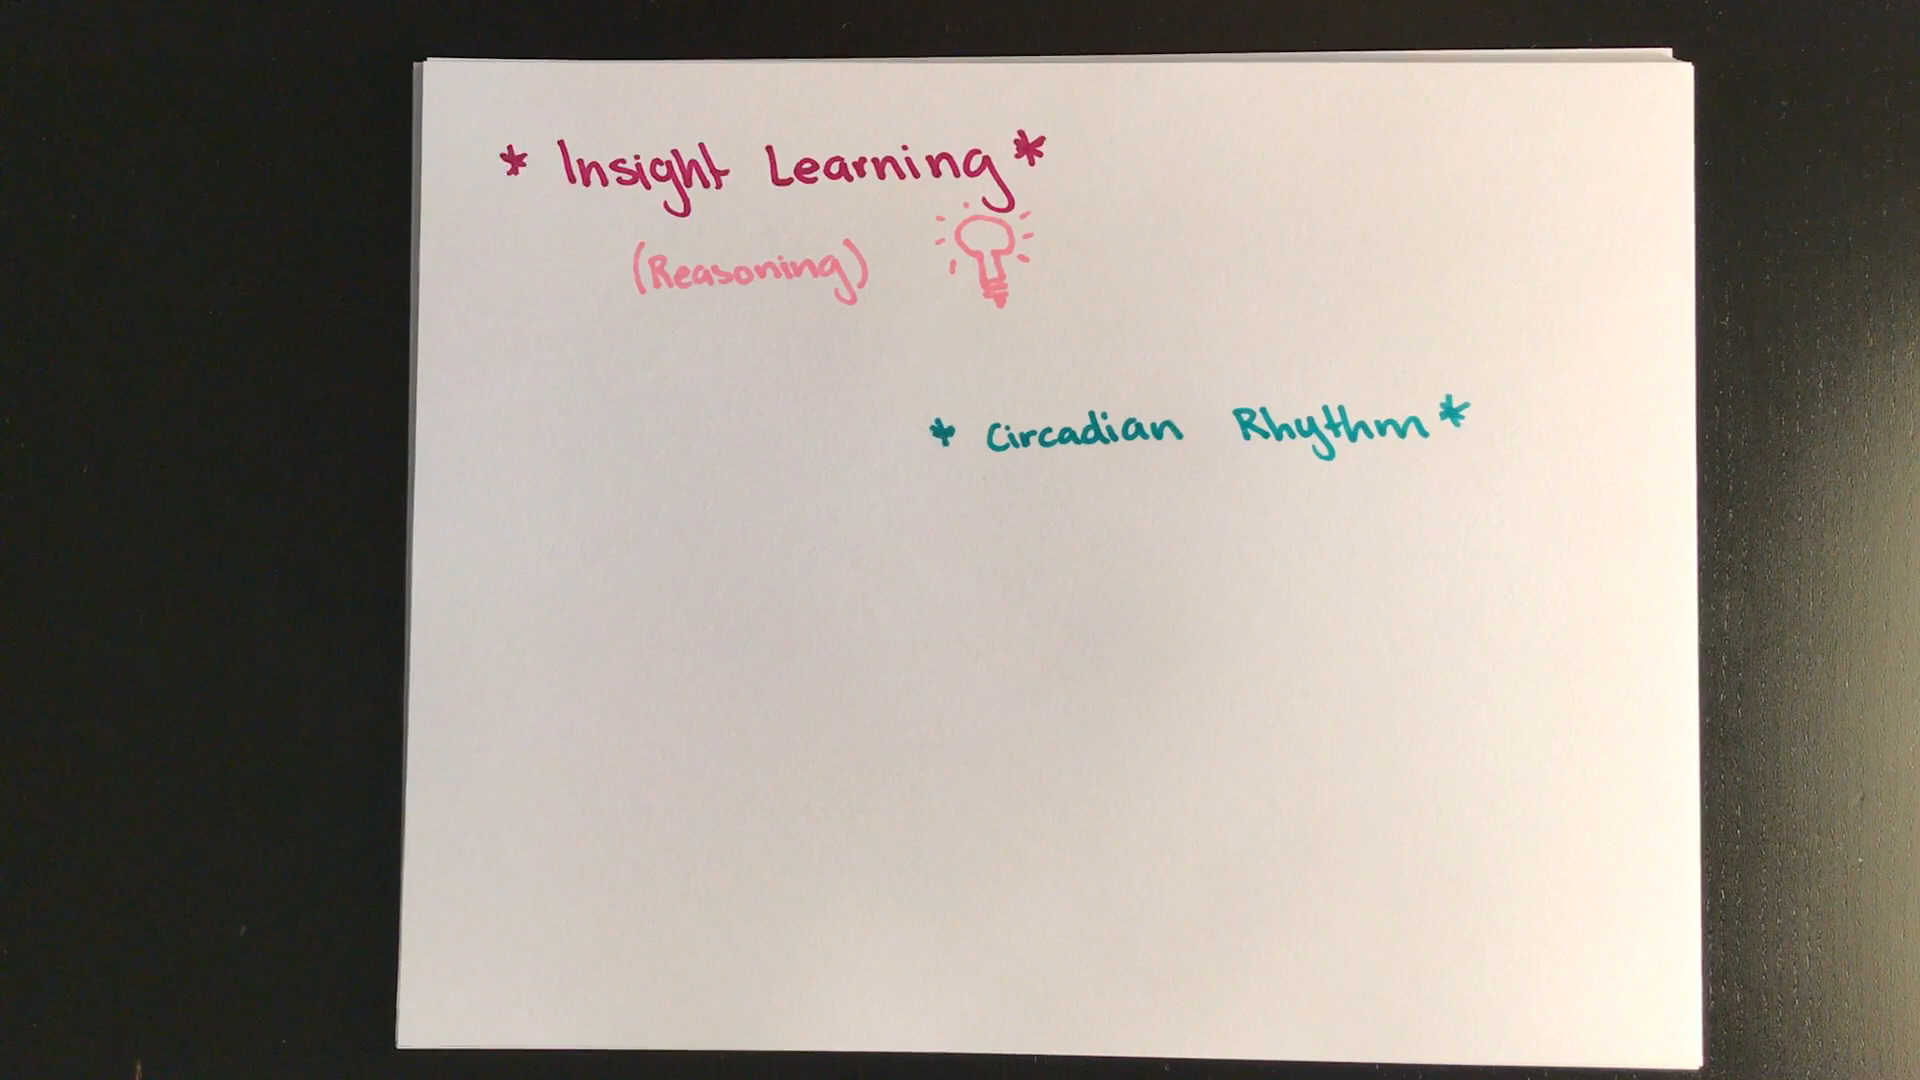 * Insight Learning *
(Reasoning)
* Circadian Rhythm *